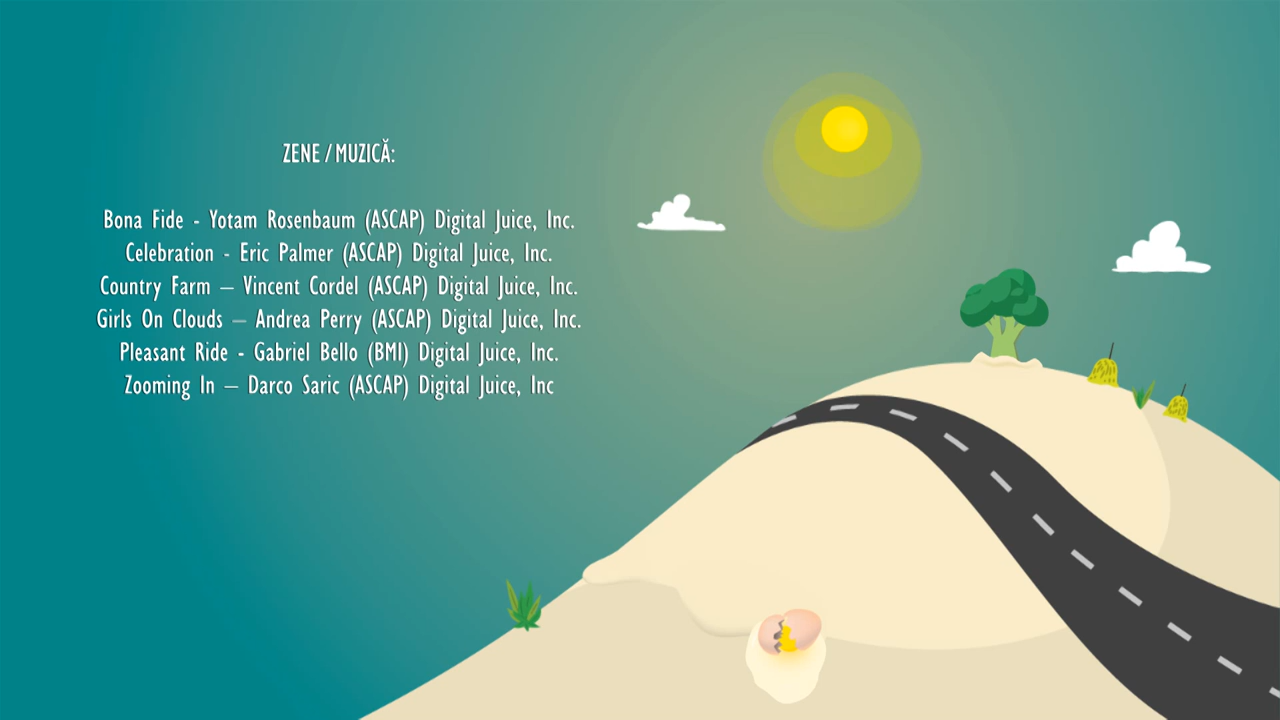 ZENE / MUZICĂ:
Bona Fide - Yotam Rosenbaum (ASCAP) Digital Juice, Inc.
Celebration - Eric Palmer (ASCAP) Digital Juice, Inc.
Country Farm – Vincent Cordel (ASCAP) Digital Juice, Inc.
Girls On Clouds – Andrea Perry (ASCAP) Digital Juice, Inc.
Pleasant Ride - Gabriel Bello (BMI) Digital Juice, Inc.
Zooming In – Darco Saric (ASCAP) Digital Juice, Inc